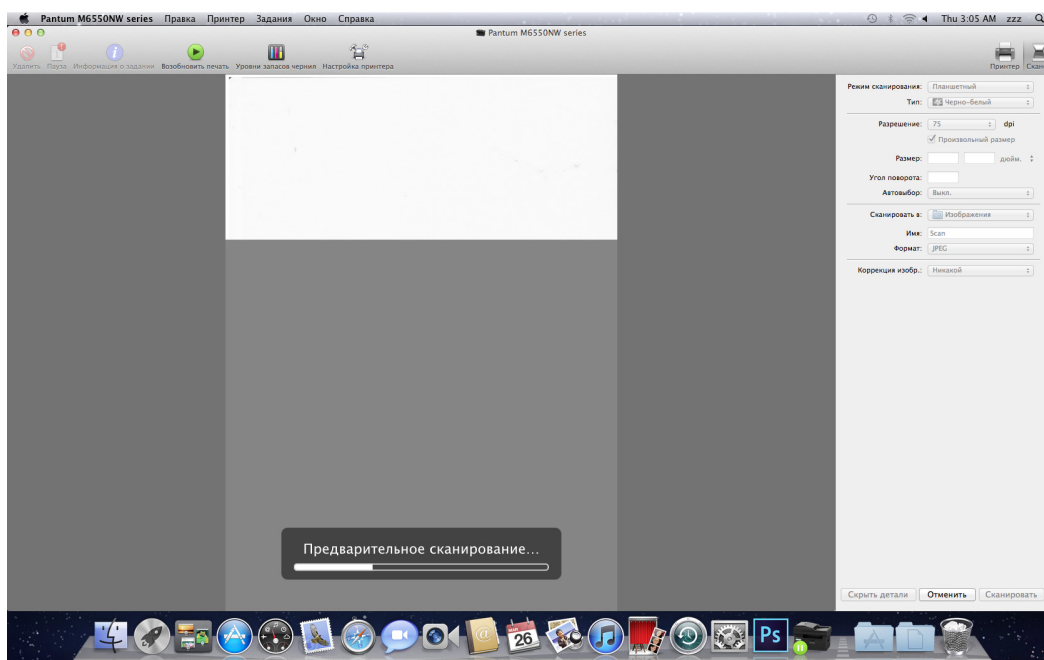 Pantum M6550NW series Правка Принтер Задания Окно Справка Thu 3:05 AM zzz
Pantum M6550NW series
Удалить Пауза Информация о задании Возобновить печать Уровни запасов чернил Настройка принтера Принтер Скан
Режим сканирования: Планшетный
Тип: Черно-белый
Разрешение: 75 dpi
Произвольный размер
Размер: дюйм.
Угол поворота:
Автовыбор: Выкл.
Сканировать в: Изображения
Имя: Scan
Формат: JPEG
Коррекция изобр.: Никакой
Предварительное сканирование...
Скрыть детали Отменить Сканировать
26
Ps